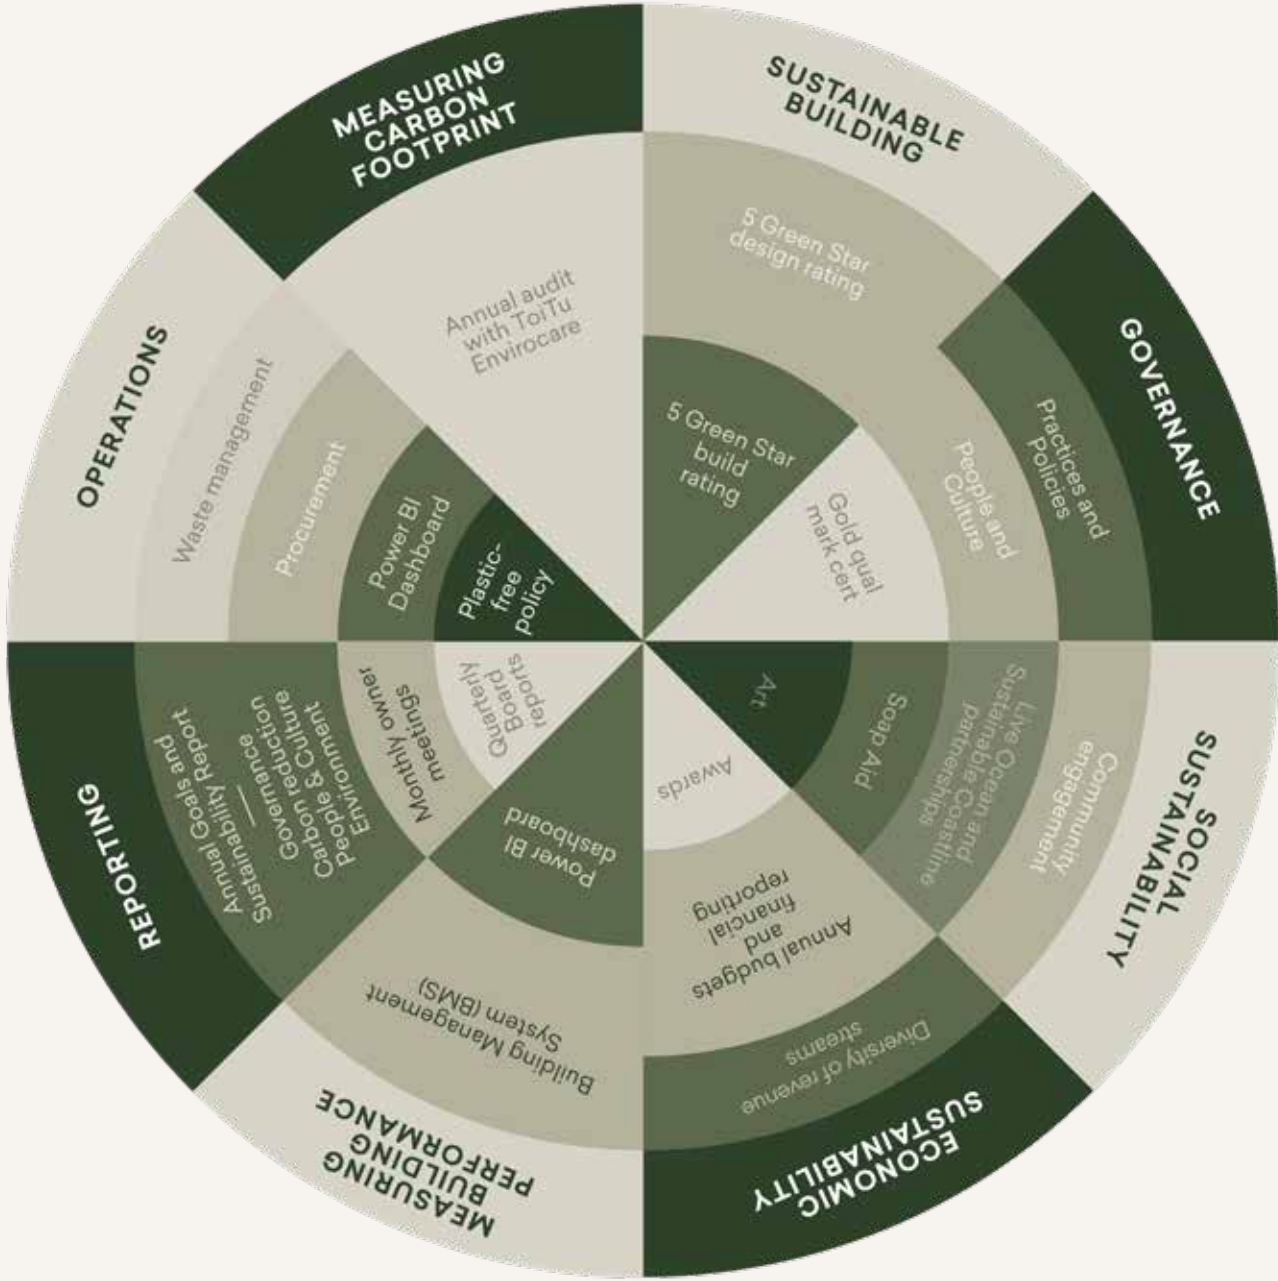 MEASURING
CARBON
FOOTPRINT
Annual audit
with ToiTu
Envirocare
SUSTAINABLE
BUILDING
5 Green Star
design rating
5 Green Star
build
rating
GOVERNANCE
Practices and
Policies
People and
Culture
Gold qual
mark cert
SOCIAL
SUSTAINABILITY
Community
engagement
Live Ocean and
Sustainable Coastline
partnerships
Soap Aid
Art
ECONOMIC
SUSTAINABILITY
Diversity of revenue
streams
Annual budgets
and
financial
reporting
Awards
MEASURING
BUILDING
PERFORMANCE
Building Management
System (BMS)
Power BI
dashboard
REPORTING
Annual Goals and
Sustainability Report
—
Governance
Carbon reduction
People & Culture
Environment
Monthly owner
meetings
Quarterly
Board
reports
OPERATIONS
Waste management
Procurement
Power BI
Dashboard
Plastic-
free
policy